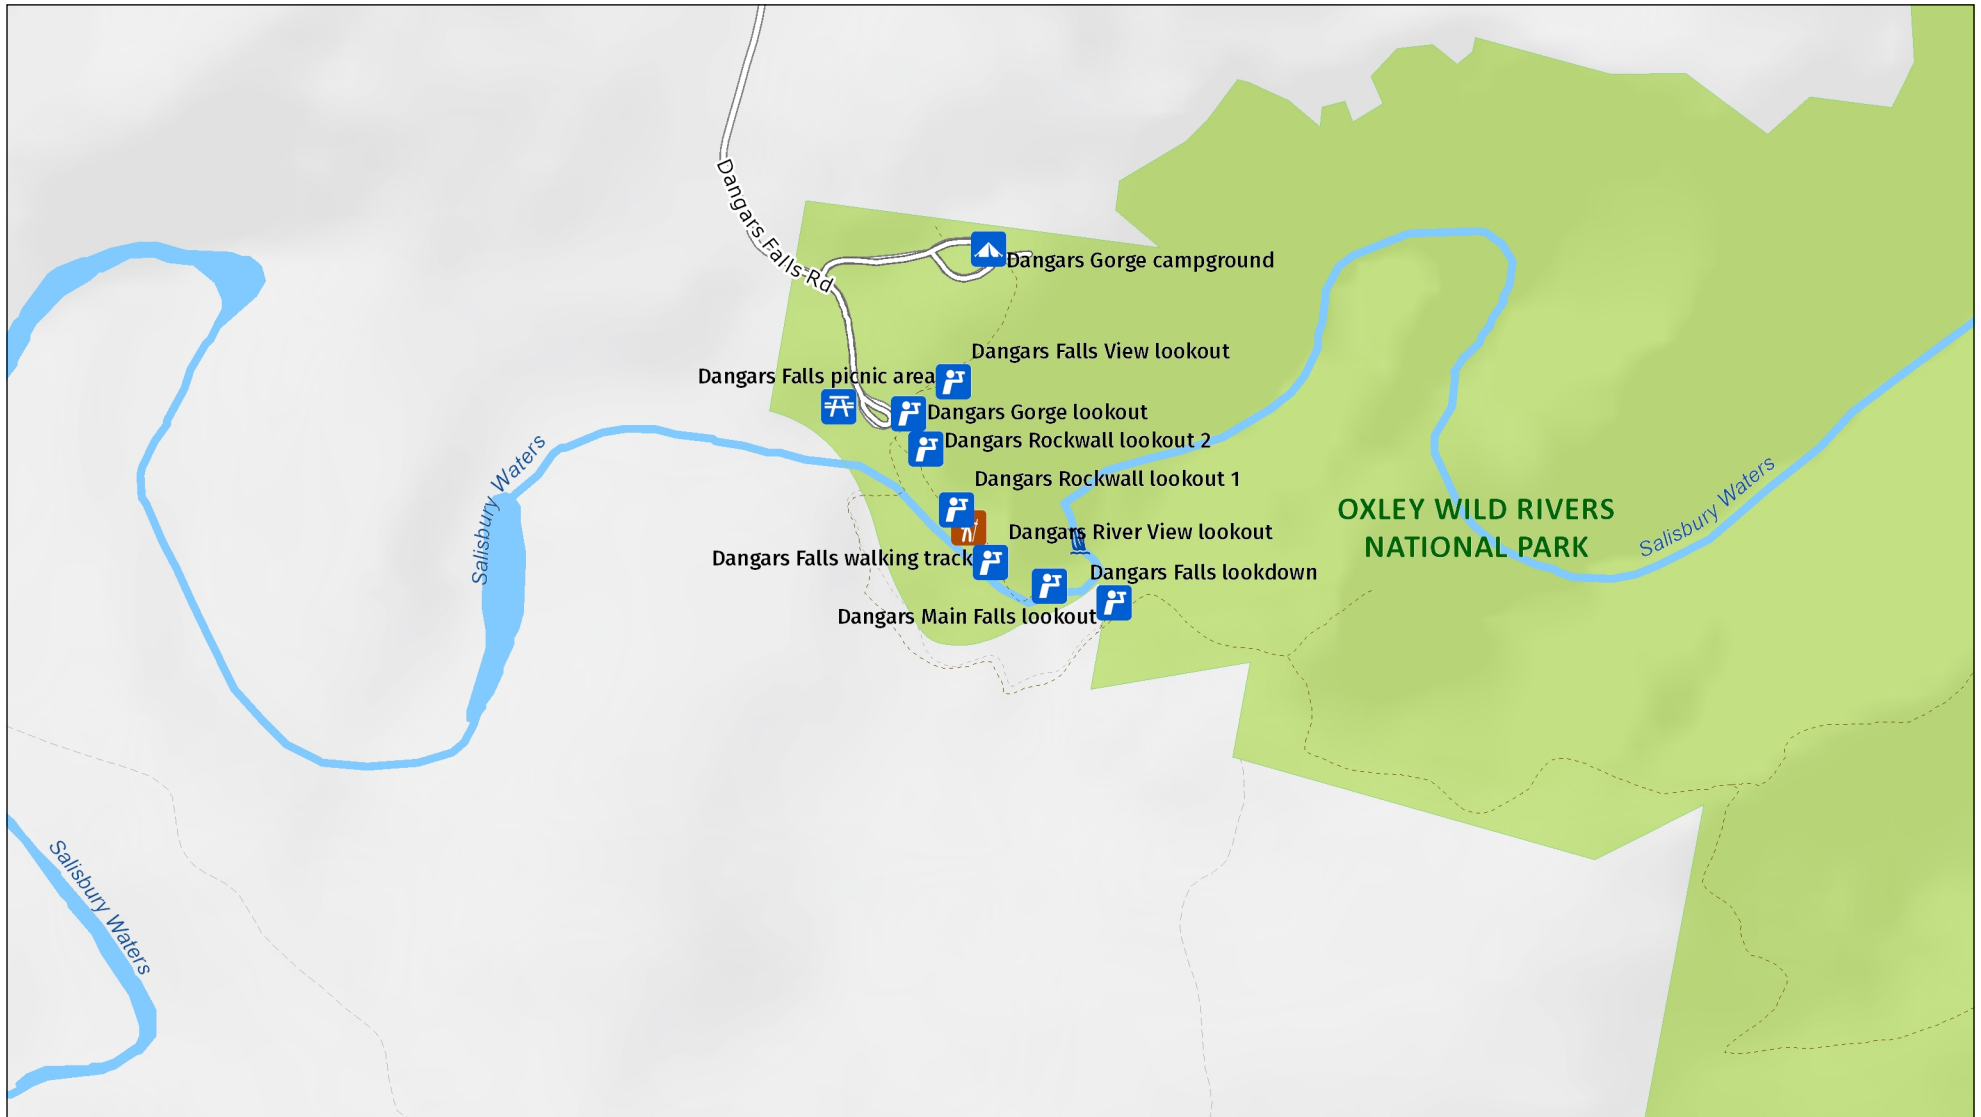 Dangars Falls Rd
Dangars Gorge campground
Dangars Falls View lookout
Dangars Falls picnic area
Dangars Gorge lookout
Dangars Rockwall lookout 2
Salisbury Waters
Dangars Rockwall lookout 1
OXLEY WILD RIVERS
NATIONAL PARK
Salisbury Waters
Dangars River View lookout
Dangars Falls walking track
Dangars Falls lookdown
Dangars Main Falls lookout
Salisbury Waters